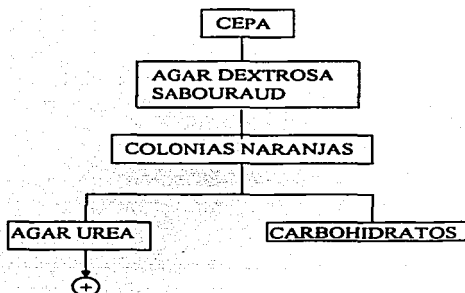 CEPA
AGAR DEXTROSA
SABOURAUD
COLONIAS NARANJAS
AGAR UREA
CARBOHIDRATOS
+